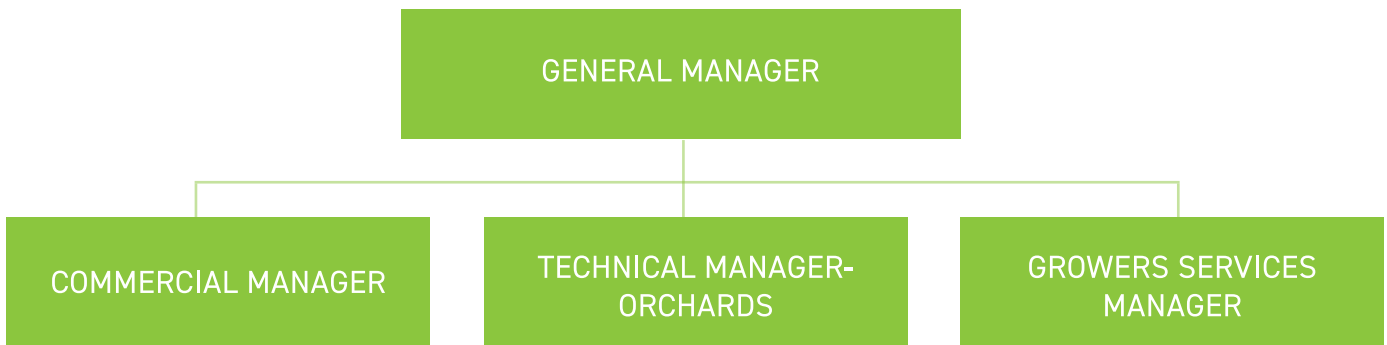 GENERAL MANAGER
COMMERCIAL MANAGER
TECHNICAL MANAGER-
ORCHARDS
GROWERS SERVICES
MANAGER